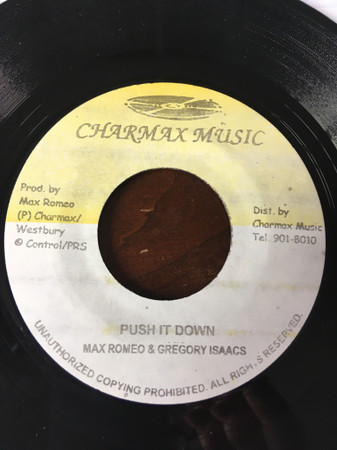 CHARMAX MUSIC
Prod. by
Max Romeo
(P) Charmax/
Westbury
© Control/PRS
Dist. by
Charmax Music
Tel. 901-8010
PUSH IT DOWN
MAX ROMEO & GREGORY ISAACS
UNAUTHORIZED COPYING PROHIBITED. ALL RIGH,S RESERVED.